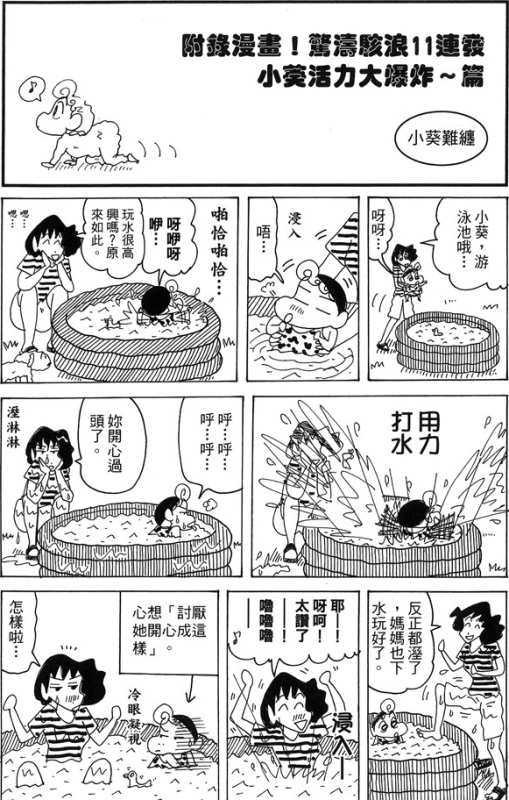 附錄漫畫！驚濤駭浪11連發
小葵活力大爆炸～篇
小葵難纏
♪
小葵，游
泳池哦…
呀呀…
浸入
唔…
啪恰啪恰…
呀咿呀
咿…
玩水很高
興嗎？原
來如此。
用力
打水
呼…呼…
呼…呼…
妳開心過
頭了。
溼淋淋
反正都溼了
，媽媽也下
水玩好了。
耶—！
呀呵！
太讚了
—！
嚕嚕嚕！
浸入—
心想「討厭
她開心成這
樣」。
冷眼凝視
怎樣啦…